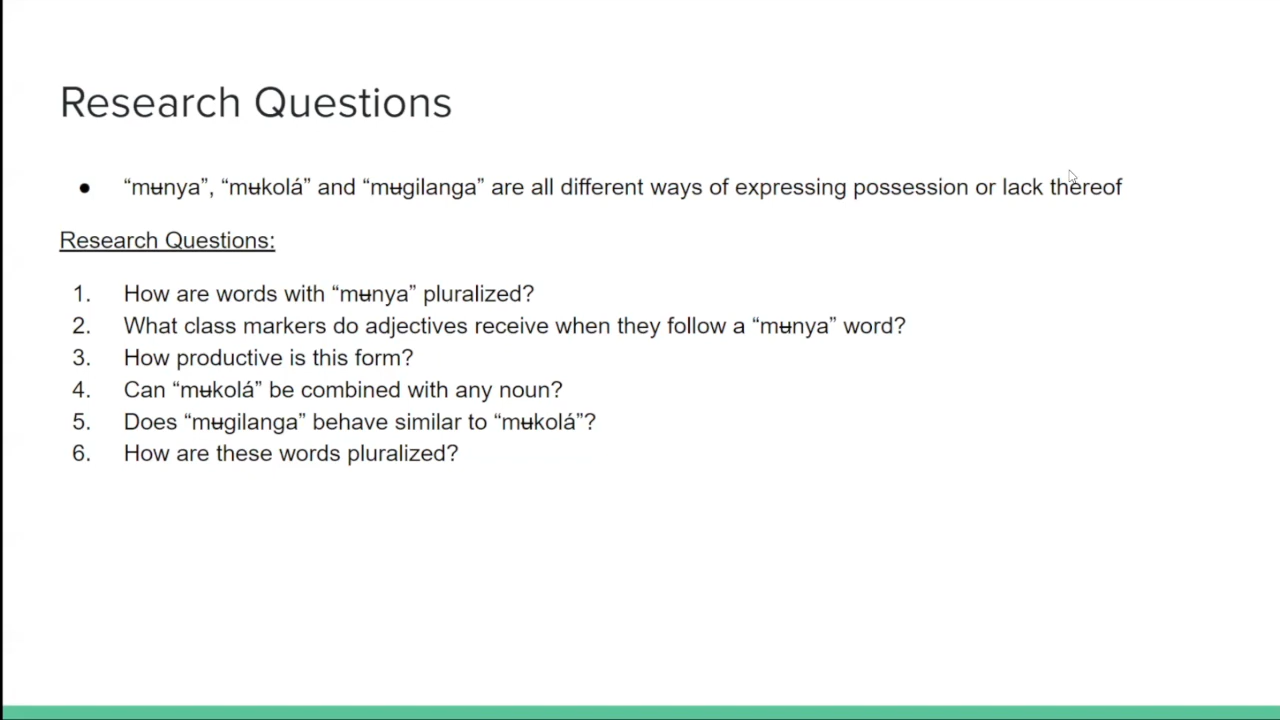 Research Questions
● “mʉnya”, “mʉkolá” and “mʉgilanga” are all different ways of expressing possession or lack thereof
Research Questions:
1. How are words with “mʉnya” pluralized?
2. What class markers do adjectives receive when they follow a “mʉnya” word?
3. How productive is this form?
4. Can “mʉkolá” be combined with any noun?
5. Does “mʉgilanga” behave similar to “mʉkolá”?
6. How are these words pluralized?